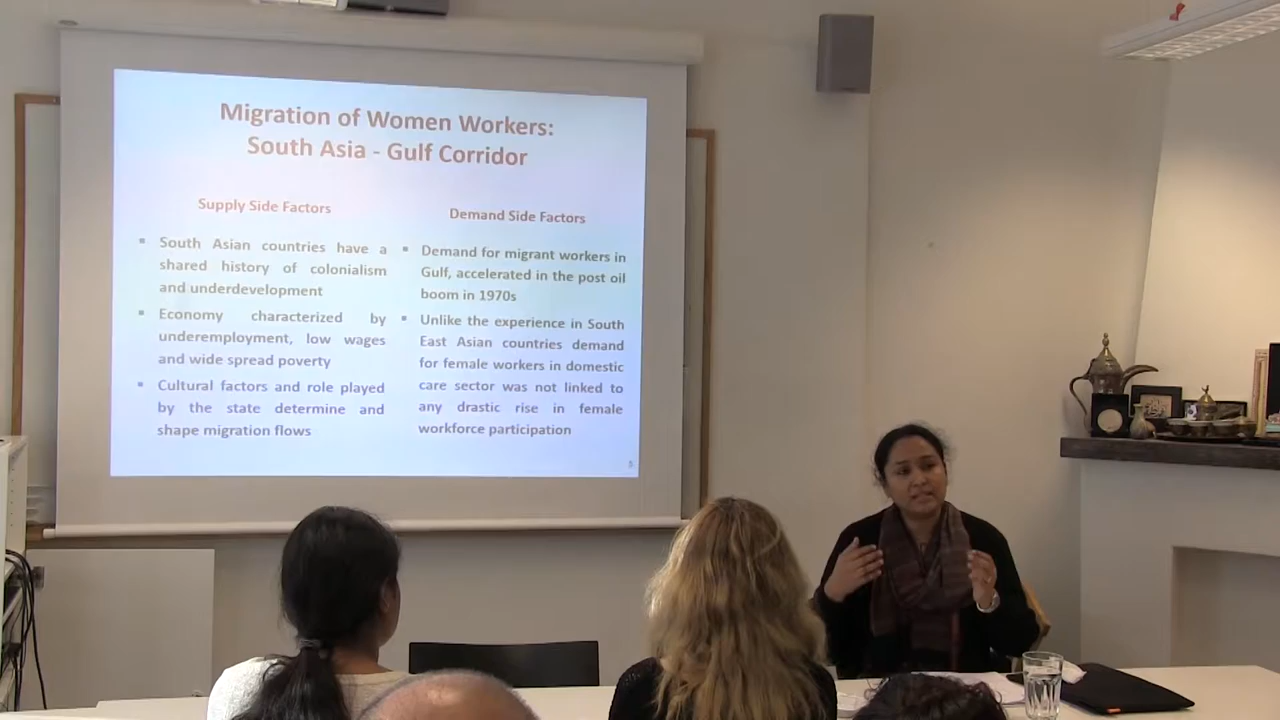 Migration of Women Workers:
South Asia - Gulf Corridor
Supply Side Factors
South Asian countries have a
shared history of colonialism
and underdevelopment
Economy characterized by
underemployment, low wages
and wide spread poverty
Cultural factors and role played
by the state determine and
shape migration flows
Demand Side Factors
Demand for migrant workers in
Gulf, accelerated in the post oil
boom in 1970s
Unlike the experience in South
East Asian countries demand
for female workers in domestic
care sector was not linked to
any drastic rise in female
workforce participation